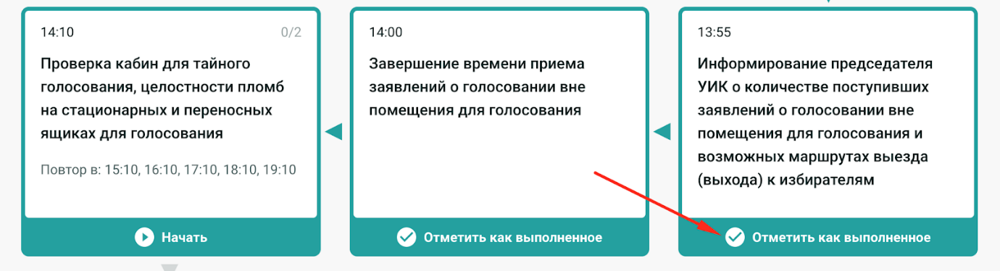 14:10
0/2
Проверка кабин для тайного
голосования, целостности пломб
на стационарных и переносных
ящиках для голосования
Повтор в: 15:10, 16:10, 17:10, 18:10, 19:10
Начать
14:00
Завершение времени приема
заявлений о голосовании вне
помещения для голосования
Отметить как выполненное
13:55
Информирование председателя
УИК о количестве поступивших
заявлений о голосовании вне
помещения для голосования и
возможных маршрутах выезда
(выхода) к избирателям
Отметить как выполненное